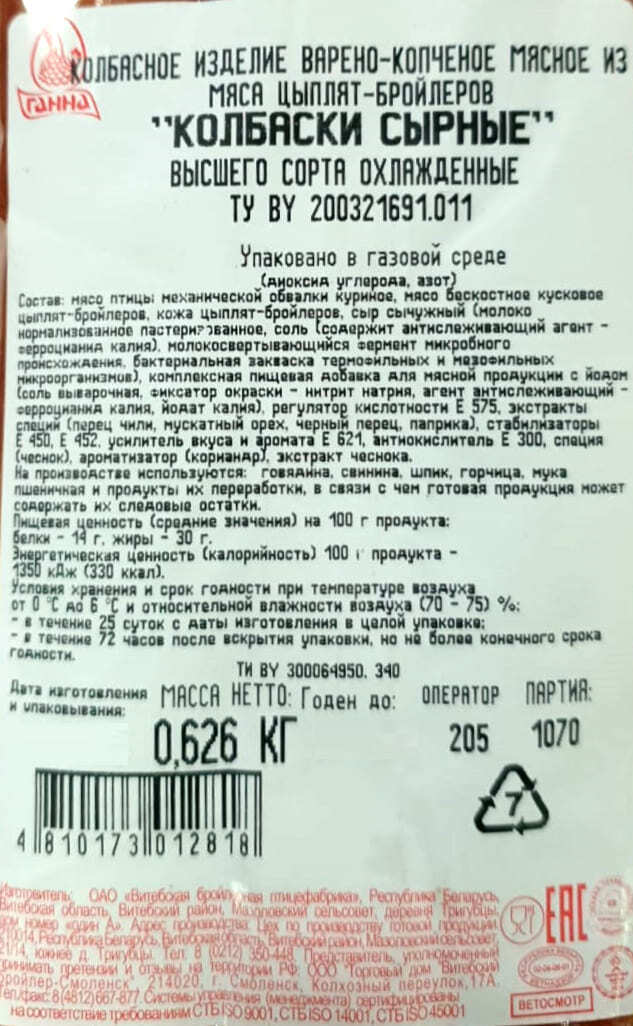 ГАННА
КОЛБАСНОЕ ИЗДЕЛИЕ ВАРЕНО-КОПЧЕНОЕ МЯСНОЕ ИЗ
МЯСА ЦЫПЛЯТ-БРОЙЛЕРОВ
"КОЛБАСКИ СЫРНЫЕ"
ВЫСШЕГО СОРТА ОХЛАЖДЕННЫЕ
ТУ BY 200321691.011
Упаковано в газовой среде
(диоксид углерода, азот)
Состав: мясо птицы механической обвалки куриное, мясо бескостное кусковое
цыплят-бройлеров, кожа цыплят-бройлеров, сыр сычужный (молоко
нормализованное пастеризованное, соль (содержит антислеживающий агент -
ферроцианид калия), молокосвертывающийся фермент микробного
происхождения, бактериальная закваска термофильных и мезофильных
микроорганизмов), комплексная пищевая добавка для мясной продукции с йодом
(соль выварочная, фиксатор окраски - нитрит натрия, агент антислеживающий -
ферроцианид калия, йодат калия), регулятор кислотности Е 575, экстракты
специй (перец чили, мускатный орех, черный перец, паприка), стабилизаторы
Е 450, Е 452, усилитель вкуса и аромата Е 621, антиокислитель Е 300, специя
(чеснок), ароматизатор (кориандр), экстракт чеснока.
На производстве используются: говядина, свинина, шпик, горчица, мука
пшеничная и продукты их переработки, в связи с чем готовая продукция может
содержать их следовые остатки.
Пищевая ценность (средние значения) на 100 г продукта:
белки - 14 г, жиры - 30 г.
Энергетическая ценность (калорийность) 100 г продукта -
1350 кДж (330 ккал).
Условия хранения и срок годности при температуре воздуха
от 0 °С до 6 °С и относительной влажности воздуха (70 - 75) %:
- в течение 25 суток с даты изготовления в целой упаковке;
- в течение 72 часов после вскрытия упаковки, но не более конечного срока
годности.
ТИ BY 300064950. 340
Дата изготовления
и упаковывания:
МАССА НЕТТО: Годен до: ОПЕРАТОР ПАРТИЯ:
0,626 КГ 205 1070
7
4 810173 012818
Изготовитель: ОАО «Витебская бройлерная птицефабрика», Республика Беларусь,
Витебская область, Витебский район, Мазоловский сельсовет, деревня Тригубцы,
дом номер «один А». Адрес производства: Цех по производству готовой продукции
Республика Беларусь, Витебская область, Витебский район, Мазоловский сельсовет,
южнее д. Тригубцы. Тел: 8 (0212) 350-448. Представитель, уполномоченный
принимать претензии и отзывы на территории РФ: ООО "Торговый дом "Витебский
бройлер-Смоленск", 214020, г. Смоленск, Колхозный переулок,17А.
Тел./факс: 8(4812)667-877. Системы управления (менеджмента) сертифицированы
на соответствие требованиям СТБ ISO 9001, СТБ ISO 14001, СТБ ISO 45001
EAC
ВЕТОСМОТР